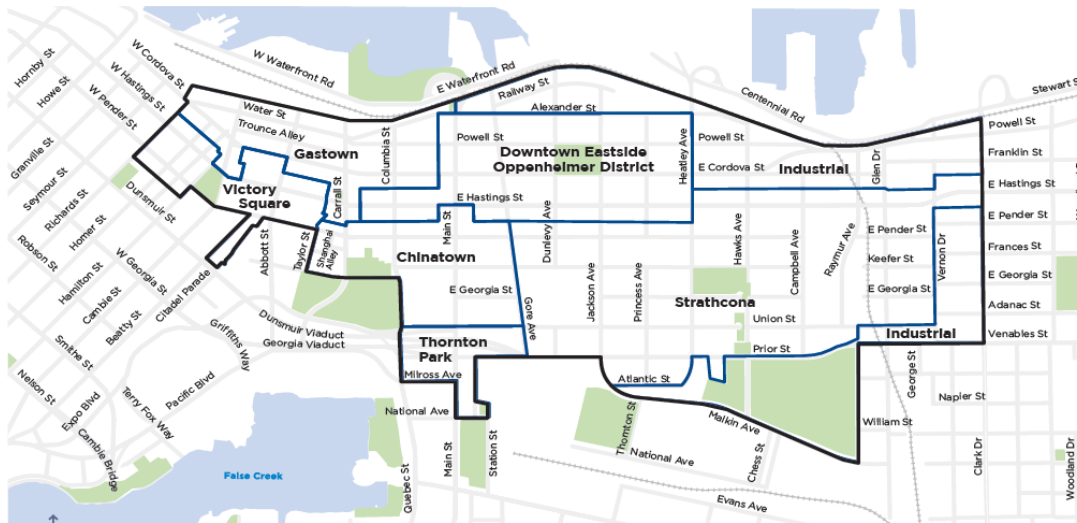 Hornby St
Howe St
W Hastings St
W Cordova St
W Pender St
Granville St
Seymour St
Richards St
Homer St
Dunsmuir St
Robson St
Hamilton St
Cambie St
Beatty St
Citadel Parade
W Georgia St
Smithe St
Nelson St
Expo Blvd
Cambie Bridge
Terry Fox Way
Pacific Blvd
Griffiths Way
Dunsmuir Viaduct
Georgia Viaduct
W Waterfront Rd
E Waterfront Rd
Railway St
Water St
Trounce Alley
Gastown
Victory
Square
Carrall St
Columbia St
Abbott St
Taylor St
Shanghai
Alley
Alexander St
Powell St
Downtown Eastside
Oppenheimer District
E Hastings St
Main St
Chinatown
E Georgia St
Gore Ave
Dunlevy Ave
Jackson Ave
Princess Ave
Heatley Ave
Powell St
E Cordova St
Industrial
Glen Dr
Centennial Rd
Stewart S
Powell St
Franklin St
E Hastings St
E Pender St
Frances St
E Georgia St
Adanac St
Venables St
Hawks Ave
Campbell Ave
Raymur Ave
E Pender St
Keefer St
E Georgia St
Vernon Dr
Strathcona
Union St
Prior St
Industrial
George St
Napier St
William St
Clark Dr
Woodland Dr
Thornton
Park
Milross Ave
National Ave
Main St
Station St
Quebec St
Atlantic St
Thornton St
Malkin Ave
National Ave
Chess St
Evans Ave
False Creek